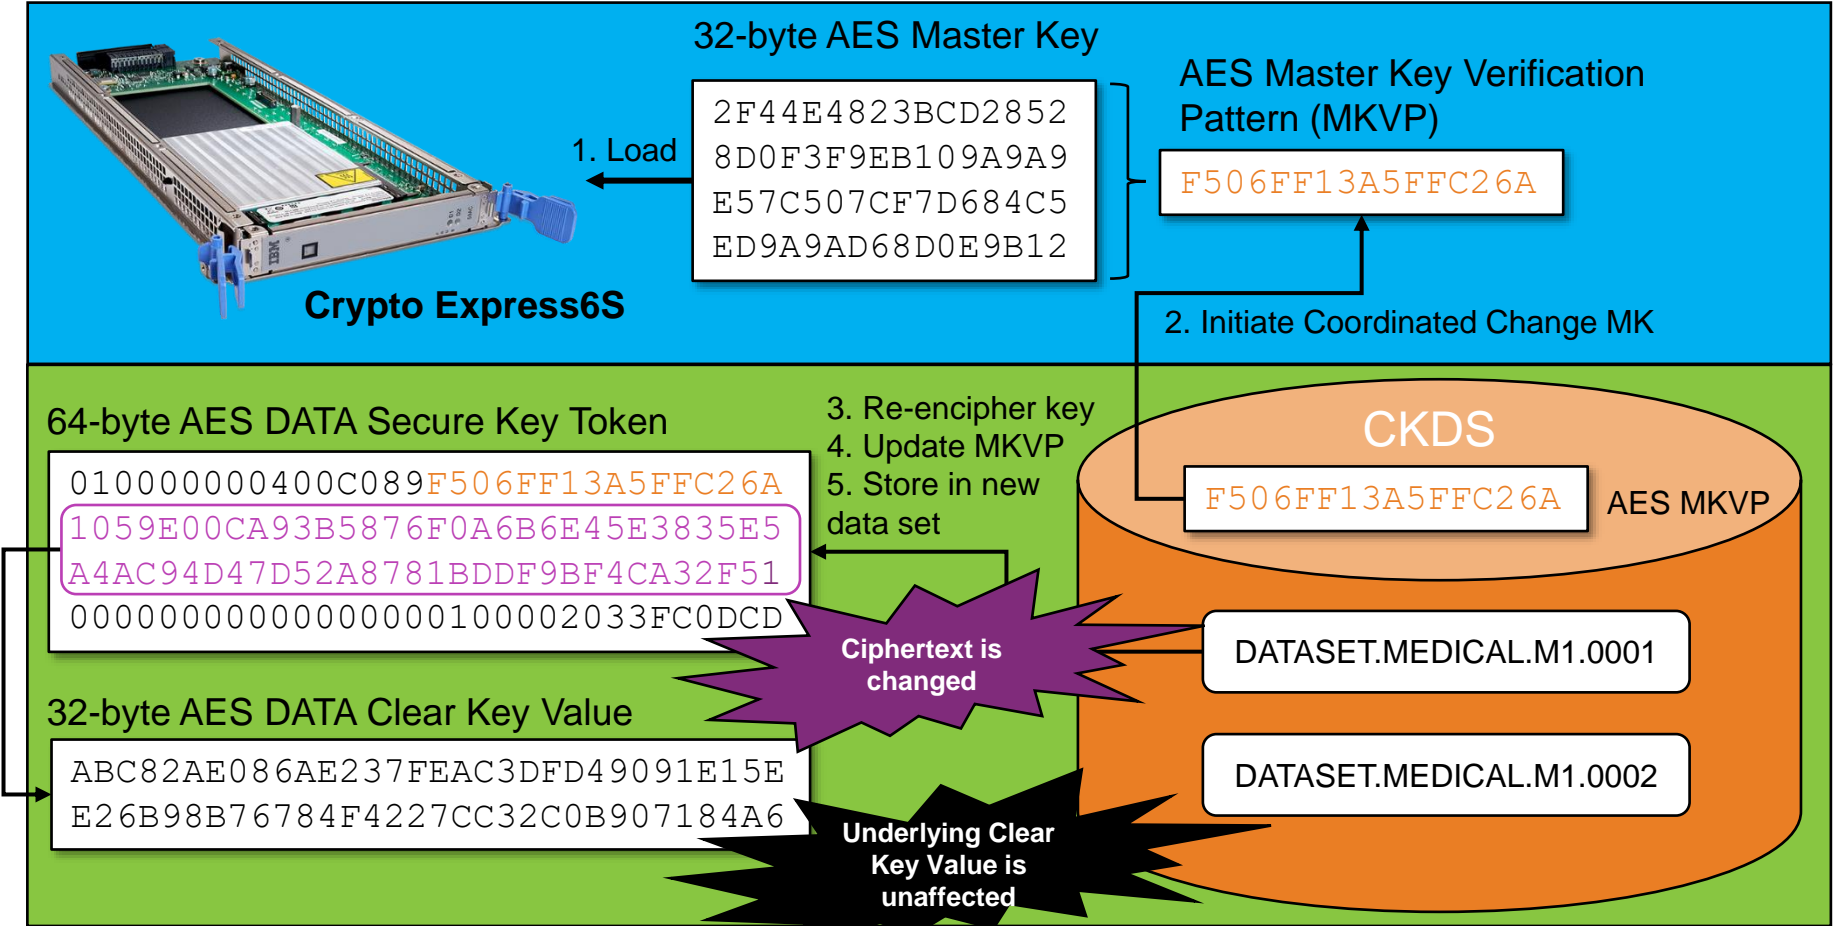 32-byte AES Master Key
2F44E4823BCD2852
8D0F3F9EB109A9A9
E57C507CF7D684C5
ED9A9AD68D0E9B12
AES Master Key Verification
Pattern (MKVP)
F506FF13A5FFC26A
1. Load
IBM
Crypto Express6S
2. Initiate Coordinated Change MK
64-byte AES DATA Secure Key Token
010000000400C089F506FF13A5FFC26A
1059E00CA93B5876F0A6B6E45E3835E5
A4AC94D47D52A8781BDDF9BF4CA32F51
0000000000000000100002033FC0DCD
3. Re-encipher key
4. Update MKVP
5. Store in new
data set
CKDS
F506FF13A5FFC26A
AES MKVP
Ciphertext is
changed
DATASET.MEDICAL.M1.0001
32-byte AES DATA Clear Key Value
ABC82AE086AE237FEAC3DFD49091E15E
E26B98B76784F4227CC32C0B907184A6
DATASET.MEDICAL.M1.0002
Underlying Clear
Key Value is
unaffected